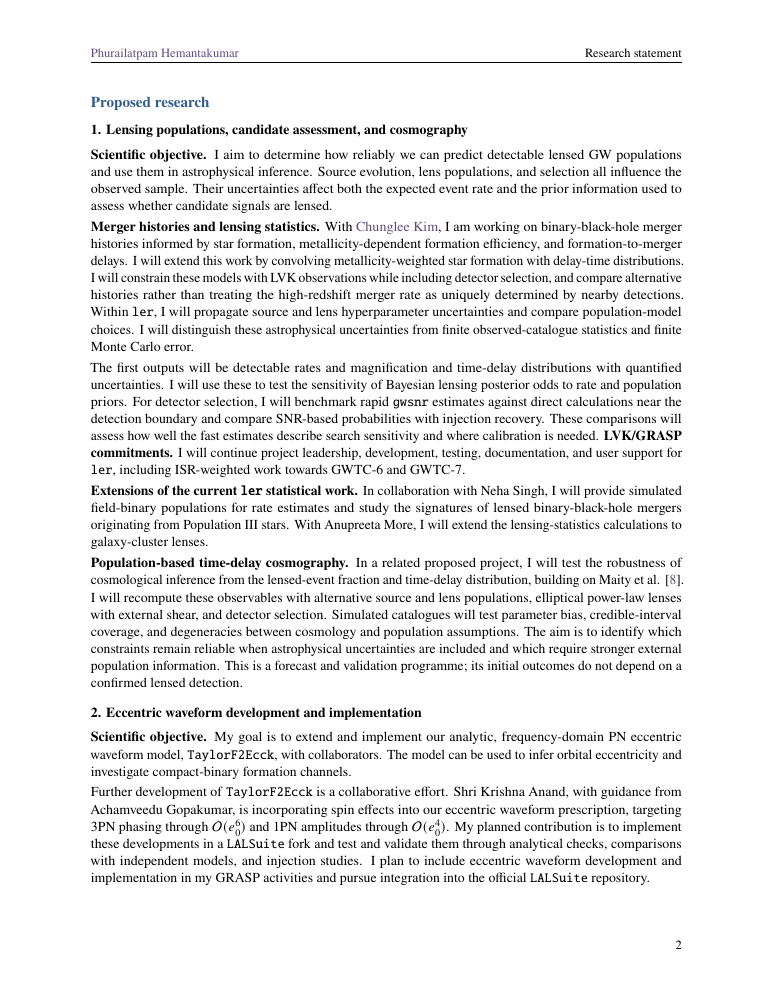 Phurailatpam Hemantakumar
Research statement
Proposed research
1. Lensing populations, candidate assessment, and cosmography
Scientific objective. I aim to determine how reliably we can predict detectable lensed GW populations
and use them in astrophysical inference. Source evolution, lens populations, and selection all influence the
observed sample. Their uncertainties affect both the expected event rate and the prior information used to
assess whether candidate signals are lensed.
Merger histories and lensing statistics. With Chunglee Kim, I am working on binary-black-hole merger
histories informed by star formation, metallicity-dependent formation efficiency, and formation-to-merger
delays. I will extend this work by convolving metallicity-weighted star formation with delay-time distributions.
I will constrain these models with LVK observations while including detector selection, and compare alternative
histories rather than treating the high-redshift merger rate as uniquely determined by nearby detections.
Within ler, I will propagate source and lens hyperparameter uncertainties and compare population-model
choices. I will distinguish these astrophysical uncertainties from finite observed-catalogue statistics and finite
Monte Carlo error.
The first outputs will be detectable rates and magnification and time-delay distributions with quantified
uncertainties. I will use these to test the sensitivity of Bayesian lensing posterior odds to rate and population
priors. For detector selection, I will benchmark rapid gwsnr estimates against direct calculations near the
detection boundary and compare SNR-based probabilities with injection recovery. These comparisons will
assess how well the fast estimates describe search sensitivity and where calibration is needed. LVK/GRASP
commitments. I will continue project leadership, development, testing, documentation, and user support for
ler, including ISR-weighted work towards GWTC-6 and GWTC-7.
Extensions of the current ler statistical work. In collaboration with Neha Singh, I will provide simulated
field-binary populations for rate estimates and study the signatures of lensed binary-black-hole mergers
originating from Population III stars. With Anupreeta More, I will extend the lensing-statistics calculations to
galaxy-cluster lenses.
Population-based time-delay cosmography. In a related proposed project, I will test the robustness of
cosmological inference from the lensed-event fraction and time-delay distribution, building on Maity et al. [8].
I will recompute these observables with alternative source and lens populations, elliptical power-law lenses
with external shear, and detector selection. Simulated catalogues will test parameter bias, credible-interval
coverage, and degeneracies between cosmology and population assumptions. The aim is to identify which
constraints remain reliable when astrophysical uncertainties are included and which require stronger external
population information. This is a forecast and validation programme; its initial outcomes do not depend on a
confirmed lensed detection.
2. Eccentric waveform development and implementation
Scientific objective. My goal is to extend and implement our analytic, frequency-domain PN eccentric
waveform model, TaylorF2Ecck, with collaborators. The model can be used to infer orbital eccentricity and
investigate compact-binary formation channels.
Further development of TaylorF2Ecck is a collaborative effort. Shri Krishna Anand, with guidance from
Achamveedu Gopakumar, is incorporating spin effects into our eccentric waveform prescription, targeting
3PN phasing through O(e₀⁶) and 1PN amplitudes through O(e₀⁴). My planned contribution is to implement
these developments in a LALSuite fork and test and validate them through analytical checks, comparisons
with independent models, and injection studies. I plan to include eccentric waveform development and
implementation in my GRASP activities and pursue integration into the official LALSuite repository.
2